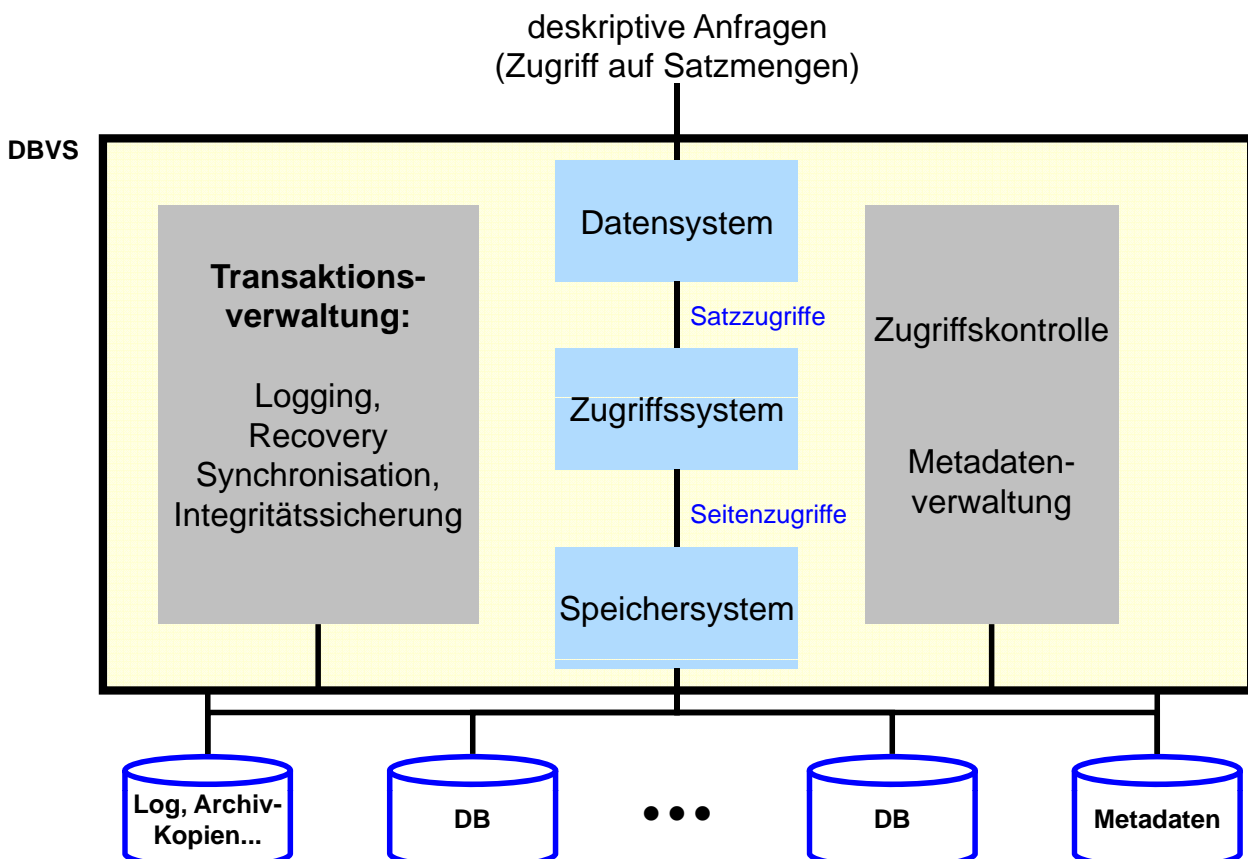 deskriptive Anfragen
(Zugriff auf Satzmengen)
DBVS
Datensystem
Transaktions-
verwaltung:
Logging,
Recovery
Synchronisation,
Integritätssicherung
Satzzugriffe
Zugriffssystem
Seitenzugriffe
Speichersystem
Zugriffskontrolle
Metadaten-
verwaltung
Log, Archiv-
Kopien...
DB
DB
Metadaten